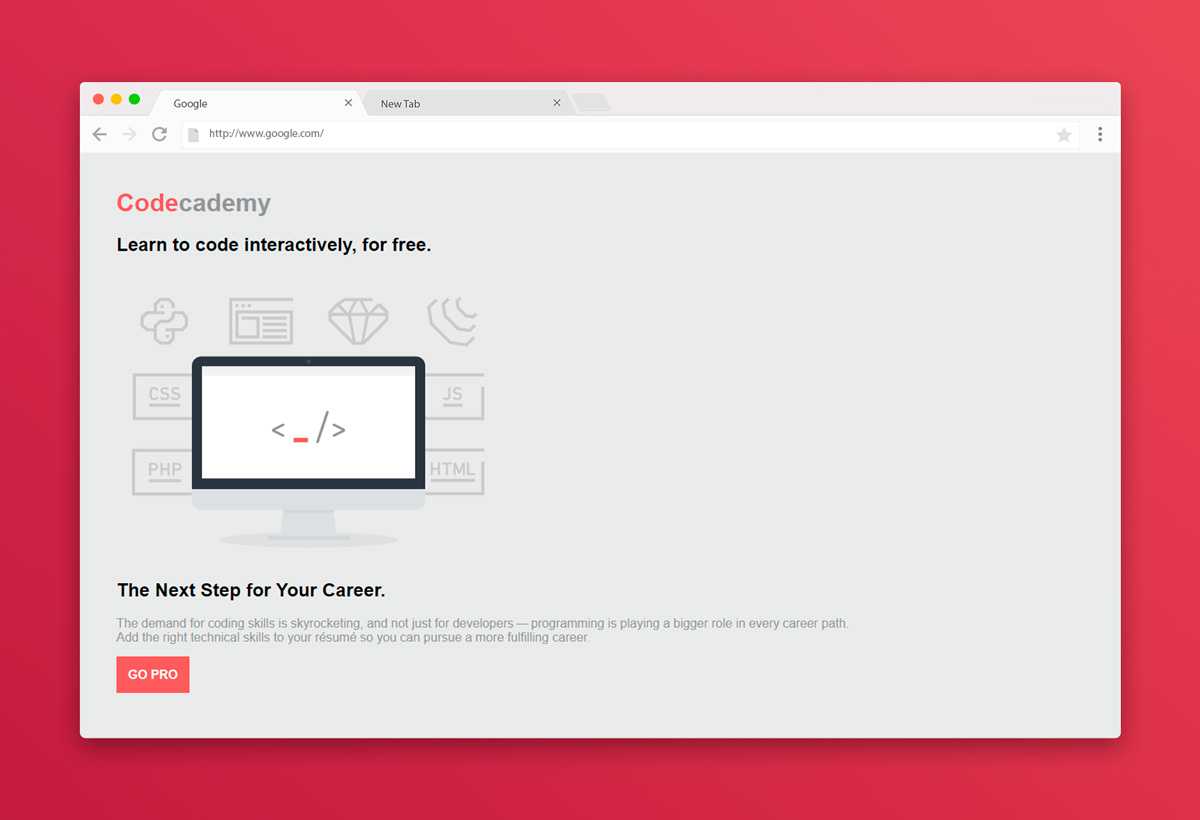 Google
New Tab
http://www.google.com/
Codecademy
Learn to code interactively, for free.
CSS
< _ />
JS
PHP
HTML
The Next Step for Your Career.
The demand for coding skills is skyrocketing, and not just for developers — programming is playing a bigger role in every career path.
Add the right technical skills to your résumé so you can pursue a more fulfilling career.
GO PRO